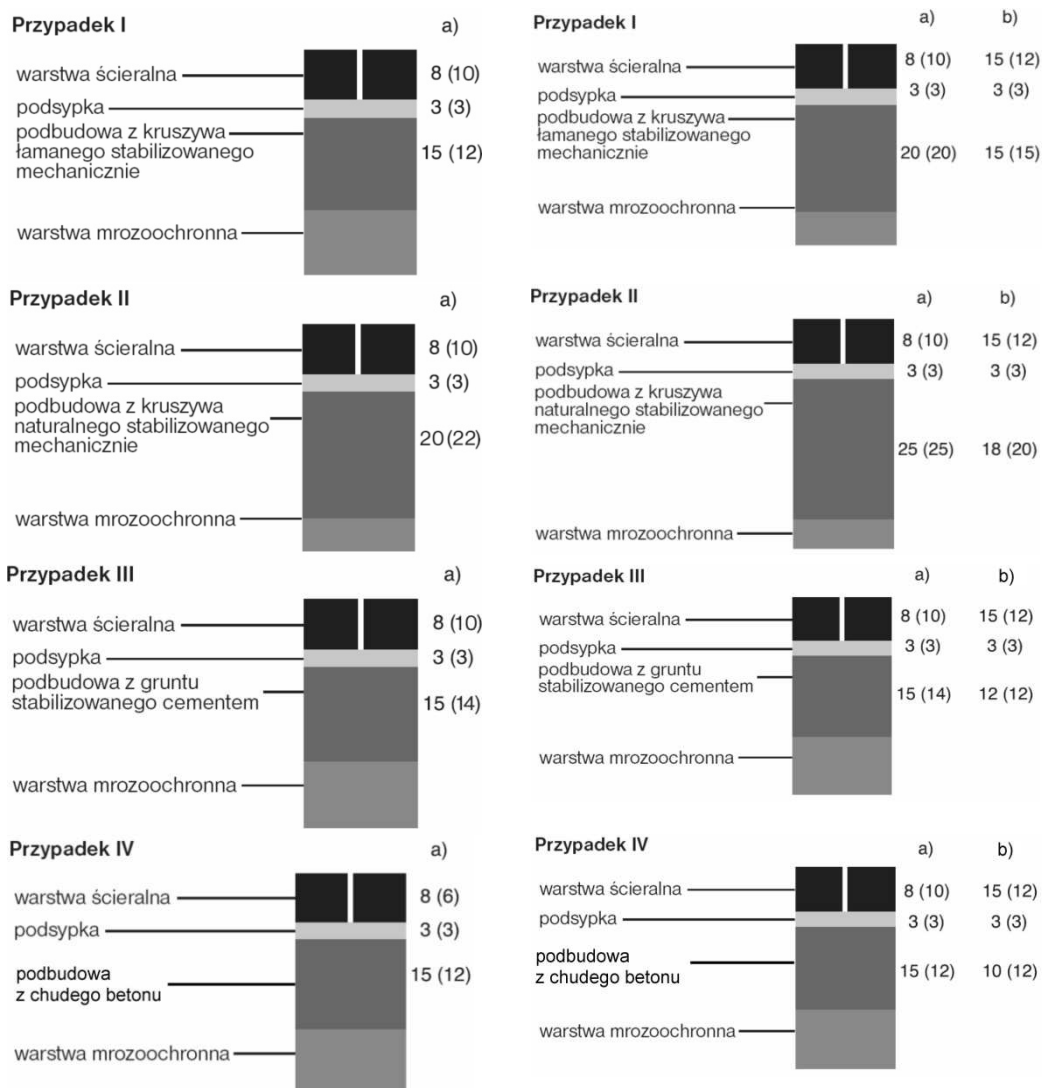 Przypadek I a)
warstwa ścieralna 8 (10)
podsypka 3 (3)
podbudowa z kruszywa
łamanego stabilizowanego
mechanicznie 15 (12)
warstwa mrozoochronna
Przypadek II a)
warstwa ścieralna 8 (10)
podsypka 3 (3)
podbudowa z kruszywa
naturalnego stabilizowanego
mechanicznie 20 (22)
warstwa mrozoochronna
Przypadek III a)
warstwa ścieralna 8 (10)
podsypka 3 (3)
podbudowa z gruntu
stabilizowanego cementem 15 (14)
warstwa mrozoochronna
Przypadek IV a)
warstwa ścieralna 8 (6)
podsypka 3 (3)
podbudowa 15 (12)
z chudego betonu
warstwa mrozoochronna
Przypadek I a) b)
warstwa ścieralna 8 (10) 15 (12)
podsypka 3 (3) 3 (3)
podbudowa z kruszywa
łamanego stabilizowanego
mechanicznie 20 (20) 15 (15)
warstwa mrozoochronna
Przypadek II a) b)
warstwa ścieralna 8 (10) 15 (12)
podsypka 3 (3) 3 (3)
podbudowa z kruszywa
naturalnego stabilizowanego
mechanicznie 25 (25) 18 (20)
warstwa mrozoochronna
Przypadek III a) b)
warstwa ścieralna 8 (10) 15 (12)
podsypka 3 (3) 3 (3)
podbudowa z gruntu
stabilizowanego cementem 15 (14) 12 (12)
warstwa mrozoochronna
Przypadek IV a) b)
warstwa ścieralna 8 (10) 15 (12)
podsypka 3 (3) 3 (3)
podbudowa
z chudego betonu 15 (12) 10 (12)
warstwa mrozoochronna